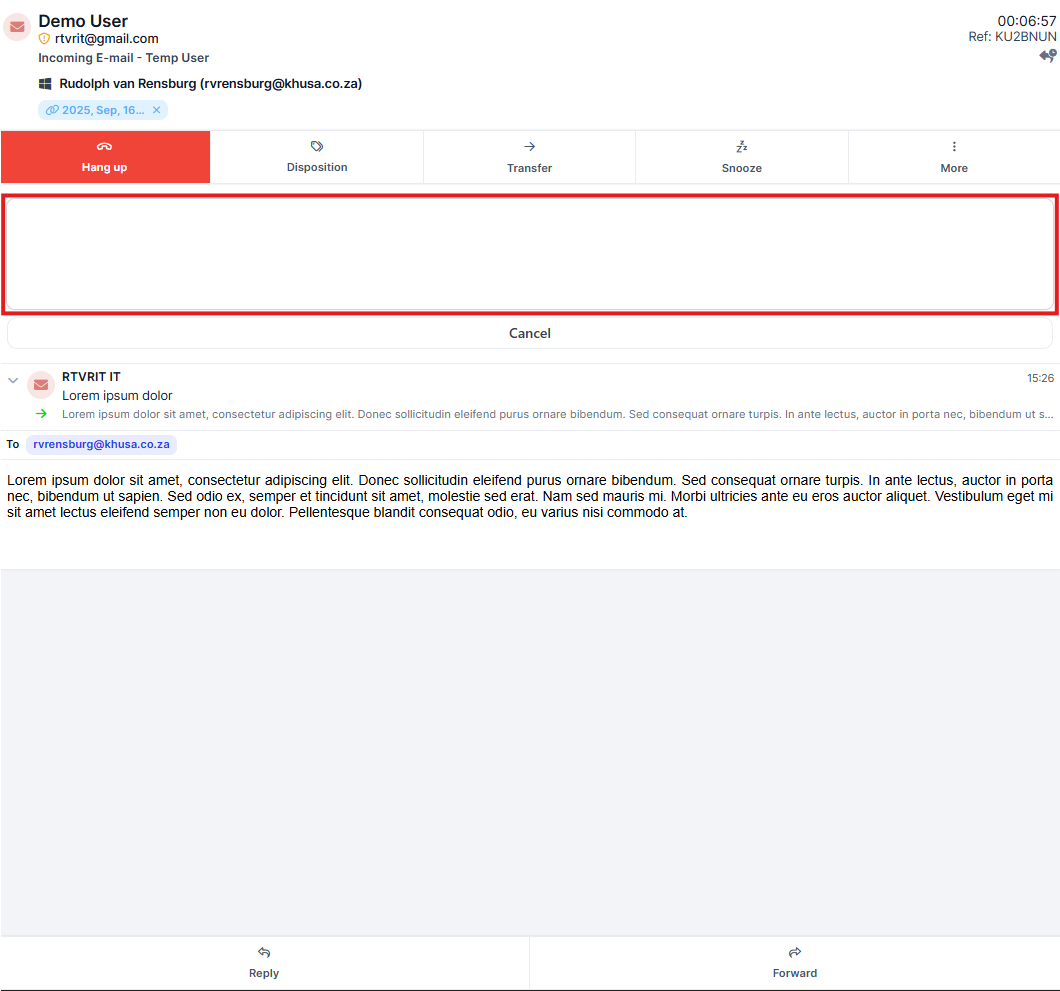 Demo User
00:06:57
rtvrit@gmail.com
Ref: KU2BNUN
Incoming E-mail - Temp User
Rudolph van Rensburg (rvrensburg@khusa.co.za)
2025, Sep, 16... ×
Hang up
Disposition
Transfer
Snooze
More
Cancel
RTVRIT IT
15:26
Lorem ipsum dolor
Lorem ipsum dolor sit amet, consectetur adipiscing elit. Donec sollicitudin eleifend purus ornare bibendum. Sed consequat ornare turpis. In ante lectus, auctor in porta nec, bibendum ut s...
To rvrensburg@khusa.co.za
Lorem ipsum dolor sit amet, consectetur adipiscing elit. Donec sollicitudin eleifend purus ornare bibendum. Sed consequat ornare turpis. In ante lectus, auctor in porta
nec, bibendum ut sapien. Sed odio ex, semper et tincidunt sit amet, molestie sed erat. Nam sed mauris mi. Morbi ultricies ante eu eros auctor aliquet. Vestibulum eget mi
sit amet lectus eleifend semper non eu dolor. Pellentesque blandit consequat odio, eu varius nisi commodo at.
Reply
Forward